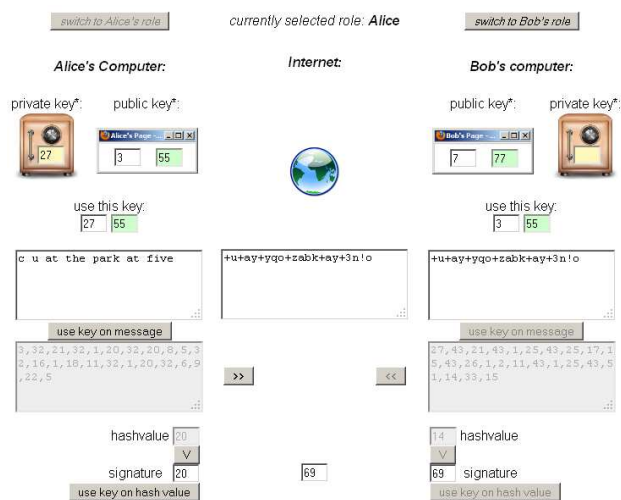 switch to Alice's role currently selected role: Alice switch to Bob's role
Alice's Computer: Internet: Bob's computer:
private key*: public key*: public key*: private key*:
Alice's Page - ... Bob's Page - ...
27 3 55 7 77
use this key: use this key:
27 55 3 55
c u at the park at five +u+ay+yqo+zabk+ay+3n!o +u+ay+yqo+zabk+ay+3n!o
use key on message use key on message
3,32,21,32,1,20,32,20,8,5,3 27,43,21,43,1,25,43,25,17,1
2,16,1,18,11,32,1,20,32,6,9 5,43,26,1,2,11,43,1,25,43,5
,22,5 1,14,33,15
>> <<
hashvalue 20 14 hashvalue
V V
signature 20 69 69 signature
use key on hash value use key on hash value